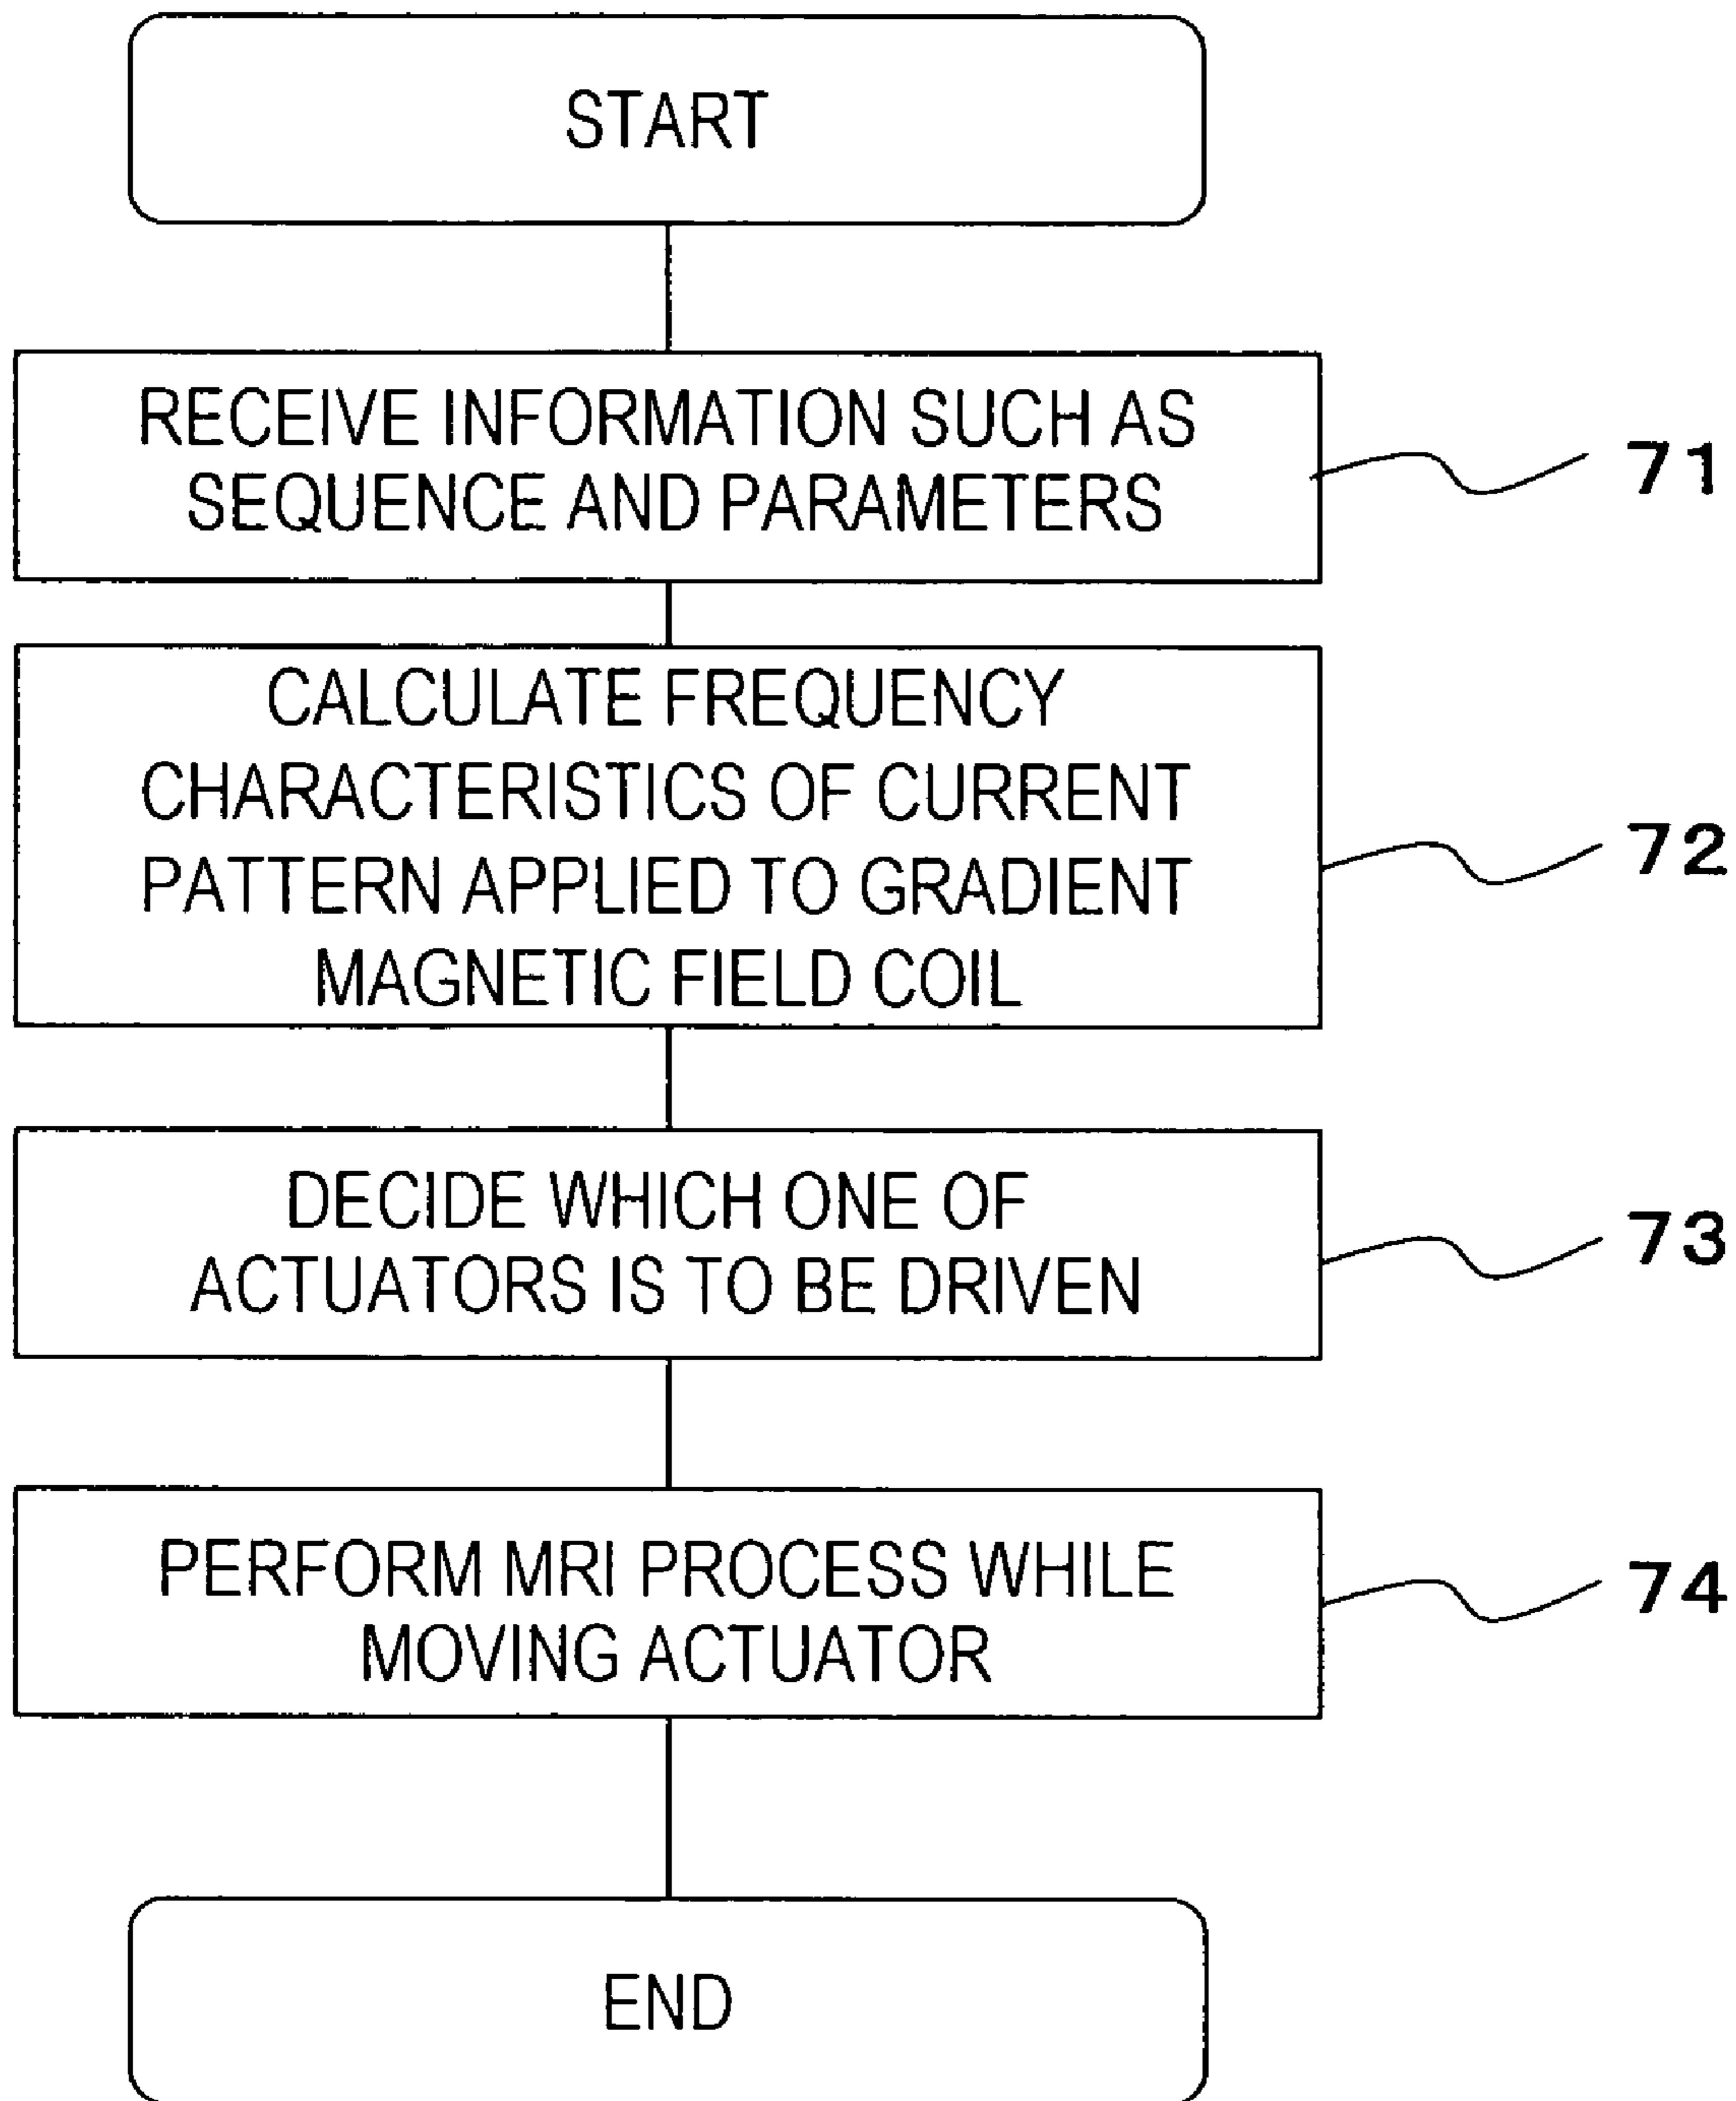 START
RECEIVE INFORMATION SUCH AS
SEQUENCE AND PARAMETERS
71
CALCULATE FREQUENCY
CHARACTERISTICS OF CURRENT
PATTERN APPLIED TO GRADIENT
MAGNETIC FIELD COIL
72
DECIDE WHICH ONE OF
ACTUATORS IS TO BE DRIVEN
73
PERFORM MRI PROCESS WHILE
MOVING ACTUATOR
74
END